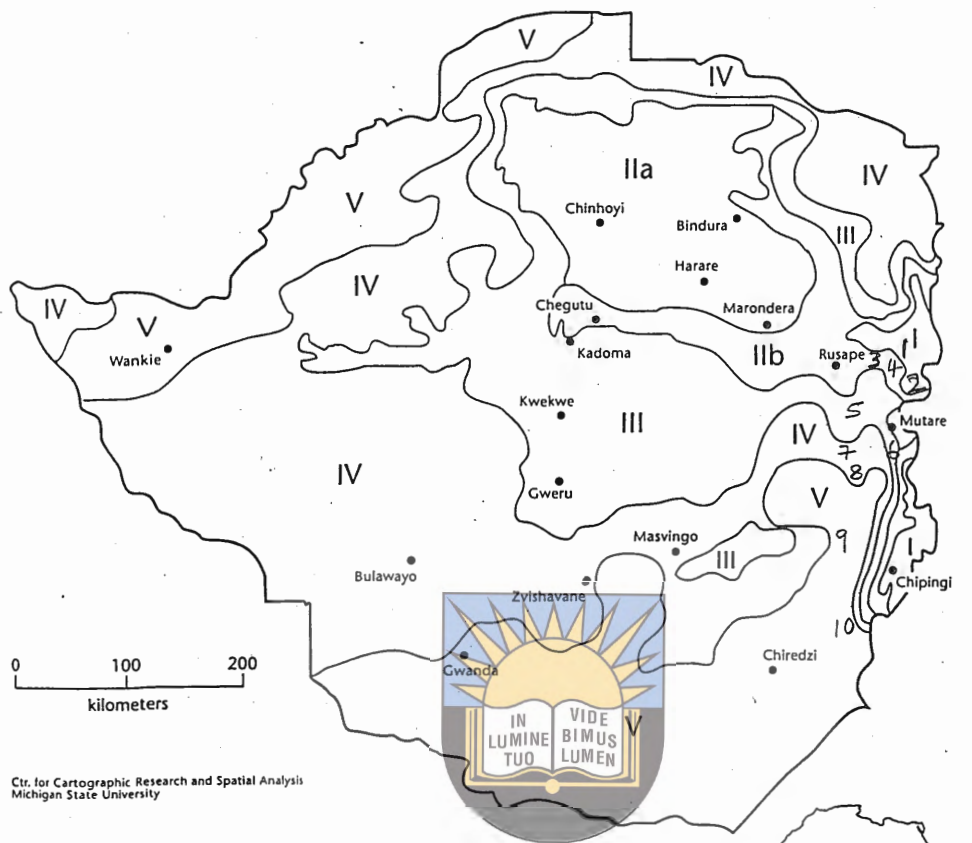 V
IV
IIa
IV
V
Chinhoyi
Bindura
III
Harare
IV
IV
V
Chegutu
Marondera
I
Wankie
Kadoma
IIb
Rusape
3
4
1
2
Kwekwe
III
5
Mutare
IV
7
6
IV
8
Gweru
V
Masvingo
9
III
I
Bulawayo
Zvishavane
Chipingi
10
0 100 200
kilometers
Gwanda
Chiredzi
IN
LUMINE
TUO
VIDE
BIMUS
LUMEN
V
Ctr. for Cartographic Research and Spatial Analysis
Michigan State University